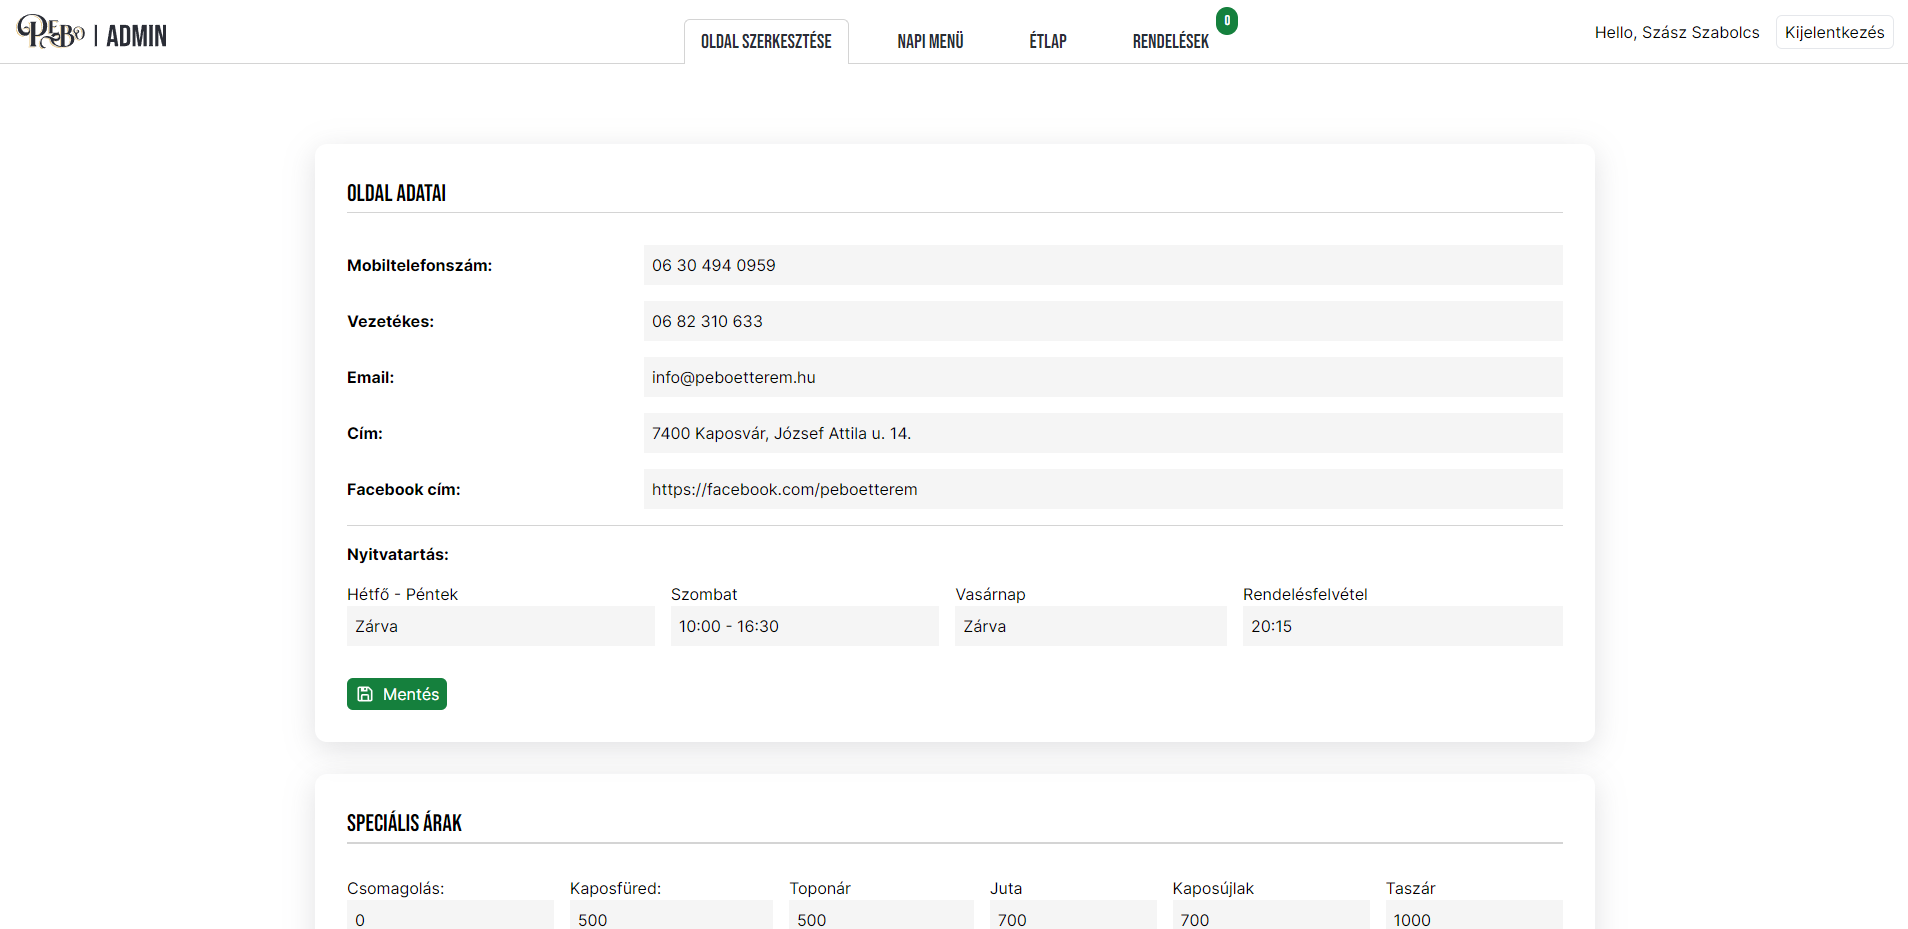 PEBO | ADMIN
OLDAL SZERKESZTÉSE
NAPI MENÜ
ÉTLAP
RENDELÉSEK
0
Hello, Szász Szabolcs
Kijelentkezés
OLDAL ADATAI
Mobiltelefonszám:
06 30 494 0959
Vezetékes:
06 82 310 633
Email:
info@peboetterem.hu
Cím:
7400 Kaposvár, József Attila u. 14.
Facebook cím:
https://facebook.com/peboetterem
Nyitvatartás:
Hétfő - Péntek
Zárva
Szombat
10:00 - 16:30
Vasárnap
Zárva
Rendelésfelvétel
20:15
Mentés
SPECIÁLIS ÁRAK
Csomagolás:
0
Kaposfüred:
500
Toponár
500
Juta
700
Kaposújlak
700
Taszár
1000